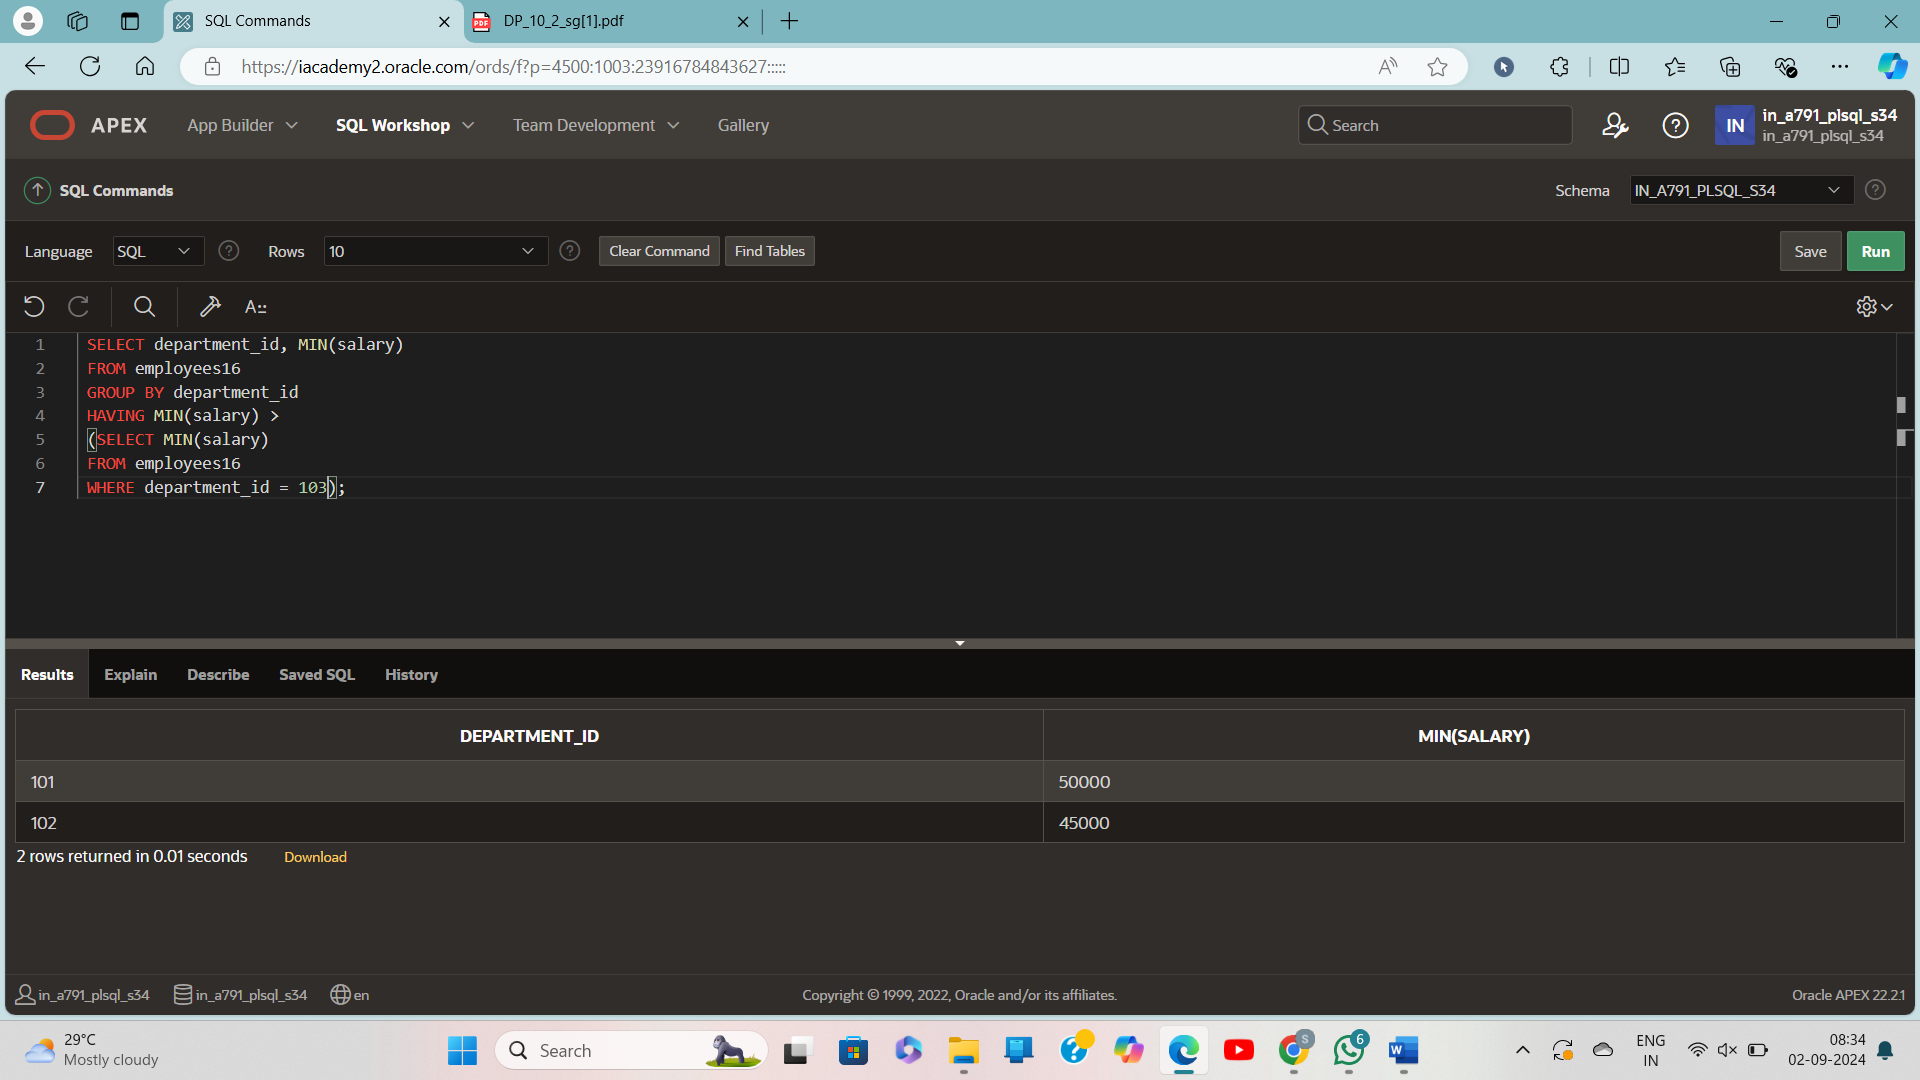 SQL Commands
DP_10_2_sg[1].pdf
https://iacademy2.oracle.com/ords/f?p=4500:1003:23916784843627:::::
APEX
App Builder
SQL Workshop
Team Development
Gallery
Search
IN
in_a791_plsql_s34
in_a791_plsql_s34
SQL Commands
Schema
IN_A791_PLSQL_S34
Language
SQL
Rows
10
Clear Command
Find Tables
Save
Run
1 SELECT department_id, MIN(salary)
2 FROM employees16
3 GROUP BY department_id
4 HAVING MIN(salary) >
5 (SELECT MIN(salary)
6 FROM employees16
7 WHERE department_id = 103);
Results
Explain
Describe
Saved SQL
History
DEPARTMENT_ID MIN(SALARY)
101 50000
102 45000
2 rows returned in 0.01 seconds
Download
in_a791_plsql_s34
in_a791_plsql_s34
en
Copyright © 1999, 2022, Oracle and/or its affiliates.
Oracle APEX 22.2.1
29°C
Mostly cloudy
Search
S
6
ENG
IN
08:34
02-09-2024